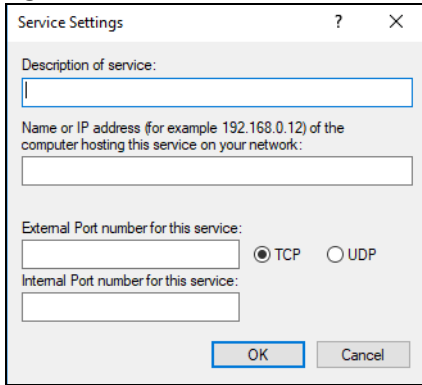 Service Settings ? ×
Description of service:
Name or IP address (for example 192.168.0.12) of the
computer hosting this service on your network:
External Port number for this service:
TCP UDP
Internal Port number for this service:
OK Cancel